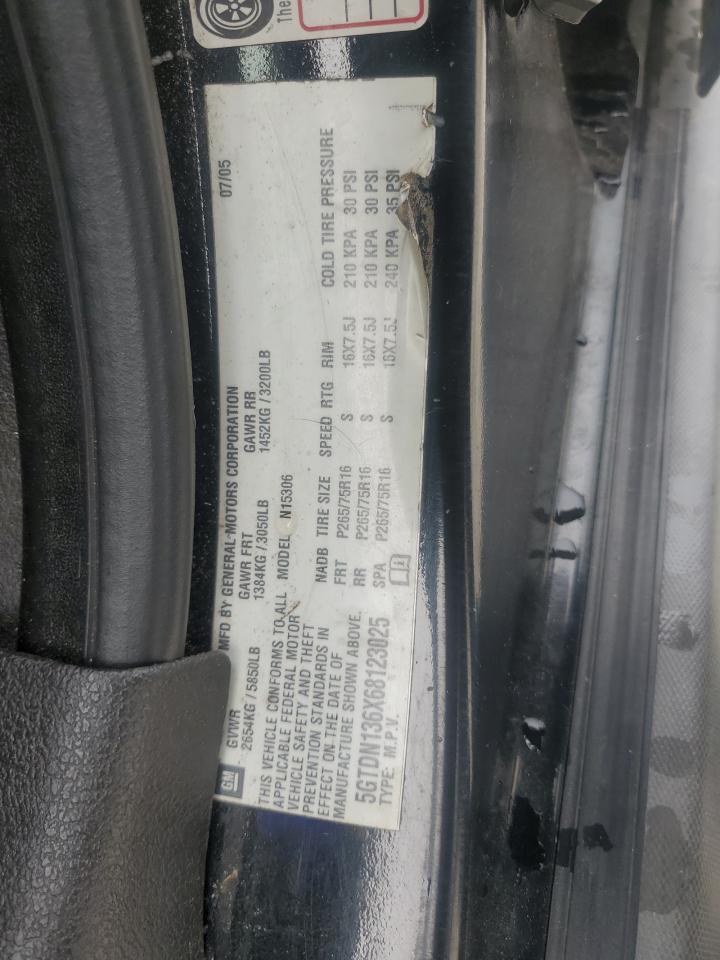 The
GM
MFD BY GENERAL MOTORS CORPORATION 07/05
GVWR GAWR FRT GAWR RR
2654KG / 5850LB 1384KG / 3050LB 1452KG / 3200LB
THIS VEHICLE CONFORMS TO ALL
APPLICABLE FEDERAL MOTOR
VEHICLE SAFETY AND THEFT
PREVENTION STANDARDS IN
EFFECT ON THE DATE OF
MANUFACTURE SHOWN ABOVE.
MODEL N15306
NADB TIRE SIZE SPEED RTG RIM COLD TIRE PRESSURE
FRT P265/75R16 S 16X7.5J 210 KPA 30 PSI
RR P265/75R16 S 16X7.5J 210 KPA 30 PSI
SPA P265/75R16 S 16X7.5J 240 KPA 35 PSI
5GTDN136X68123025
TYPE: M.P.V.